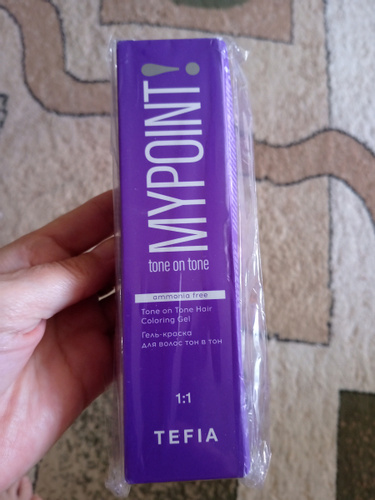 MYPOINT!
tone on tone
ammonia free
Tone on Tone Hair
Coloring Gel
Гель-краска
для волос тон в тон
1:1
TEFIA